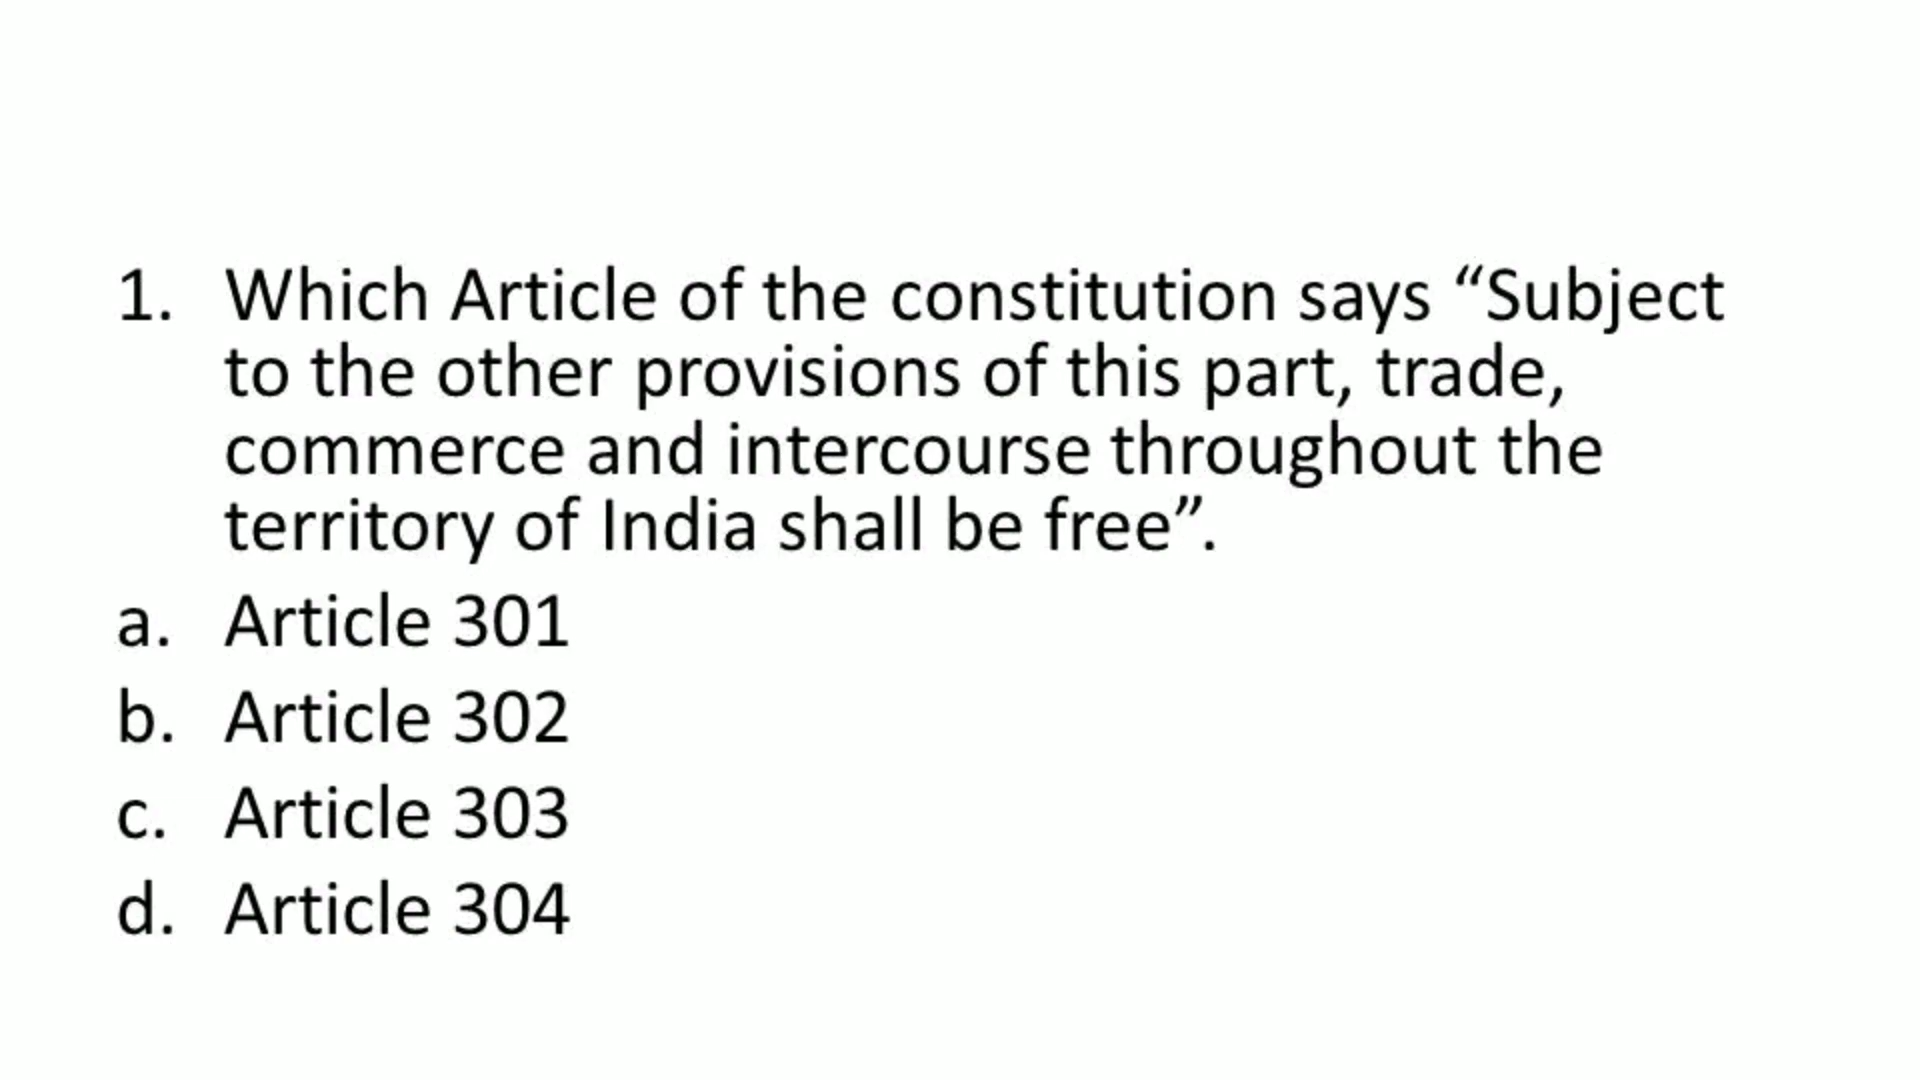 1. Which Article of the constitution says “Subject
to the other provisions of this part, trade,
commerce and intercourse throughout the
territory of India shall be free”.
a. Article 301
b. Article 302
c. Article 303
d. Article 304